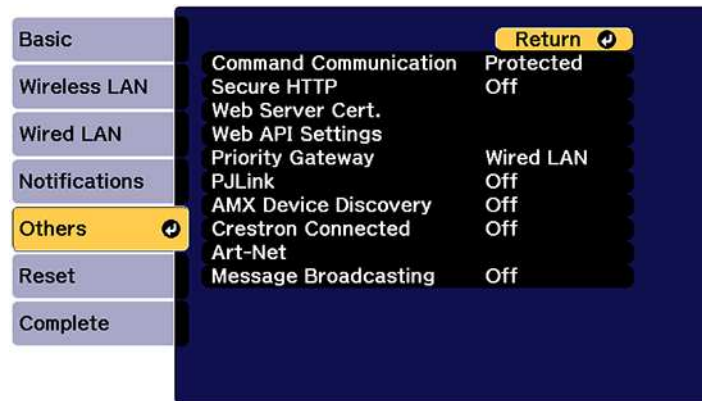 Basic
Wireless LAN
Wired LAN
Notifications
Others
Reset
Complete
Return
Command Communication Protected
Secure HTTP Off
Web Server Cert.
Web API Settings
Priority Gateway Wired LAN
PJLink Off
AMX Device Discovery Off
Crestron Connected Off
Art-Net
Message Broadcasting Off